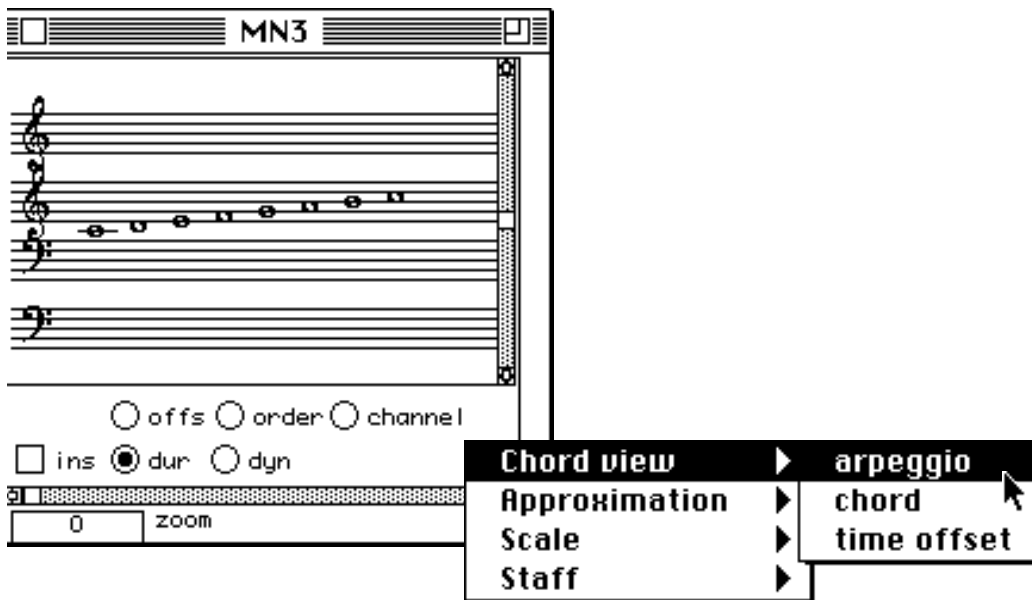 MN3
offs order channel
ins dur dyn
0 zoom
Chord view arpeggio
Approximation chord
Scale time offset
Staff